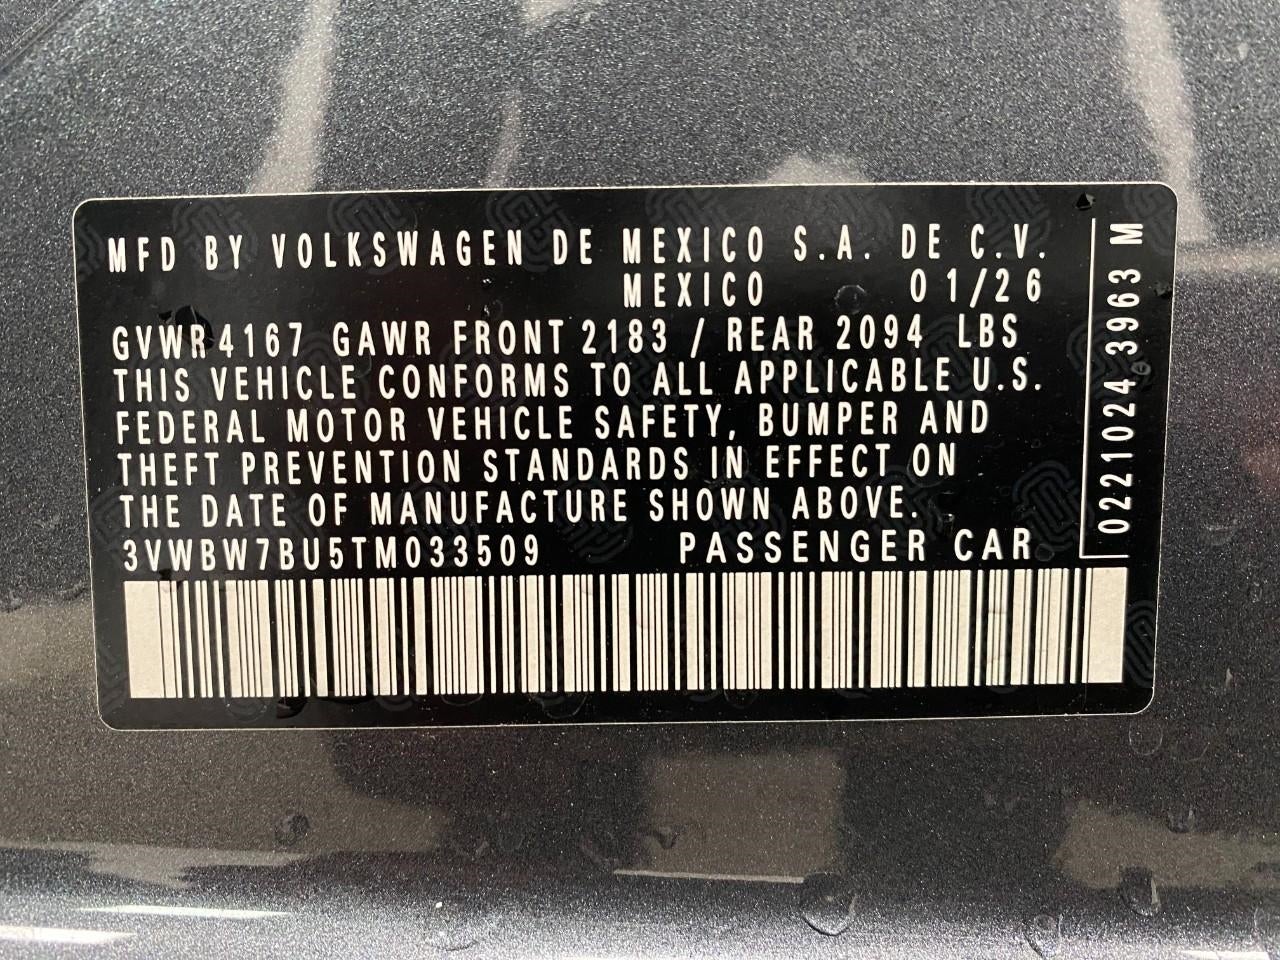 MFD BY VOLKSWAGEN DE MEXICO S.A. DE C.V.
MEXICO 01/26
GVWR 4167 GAWR FRONT 2183 / REAR 2094 LBS
THIS VEHICLE CONFORMS TO ALL APPLICABLE U.S.
FEDERAL MOTOR VEHICLE SAFETY, BUMPER AND
THEFT PREVENTION STANDARDS IN EFFECT ON
THE DATE OF MANUFACTURE SHOWN ABOVE.
3VWBW7BU5TM033509 PASSENGER CAR
0221024 3963 M